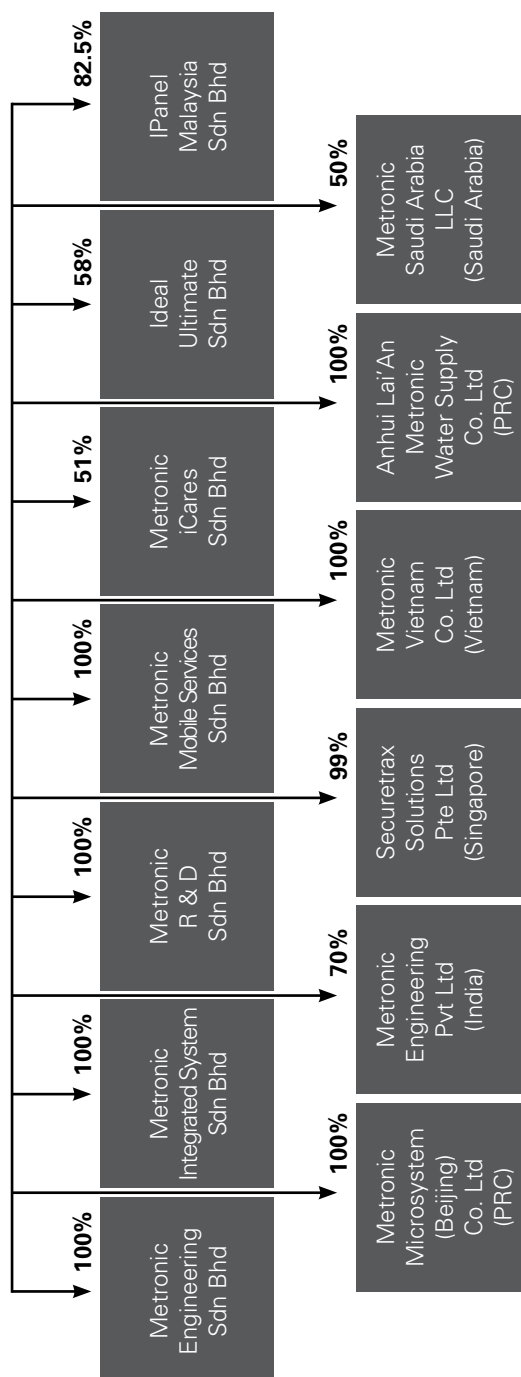 100%
Metronic
Engineering
Sdn Bhd
100%
Metronic
Integrated System
Sdn Bhd
100%
Metronic
R & D
Sdn Bhd
100%
Metronic
Mobile Services
Sdn Bhd
51%
Metronic
iCares
Sdn Bhd
58%
Ideal
Ultimate
Sdn Bhd
82.5%
IPanel
Malaysia
Sdn Bhd
100%
Metronic
Microsystem
(Beijing)
Co. Ltd
(PRC)
70%
Metronic
Engineering
Pvt Ltd
(India)
99%
Securetrax
Solutions
Pte Ltd
(Singapore)
100%
Metronic
Vietnam
Co. Ltd
(Vietnam)
100%
Anhui Lai’An
Metronic
Water Supply
Co. Ltd
(PRC)
50%
Metronic
Saudi Arabia
LLC
(Saudi Arabia)